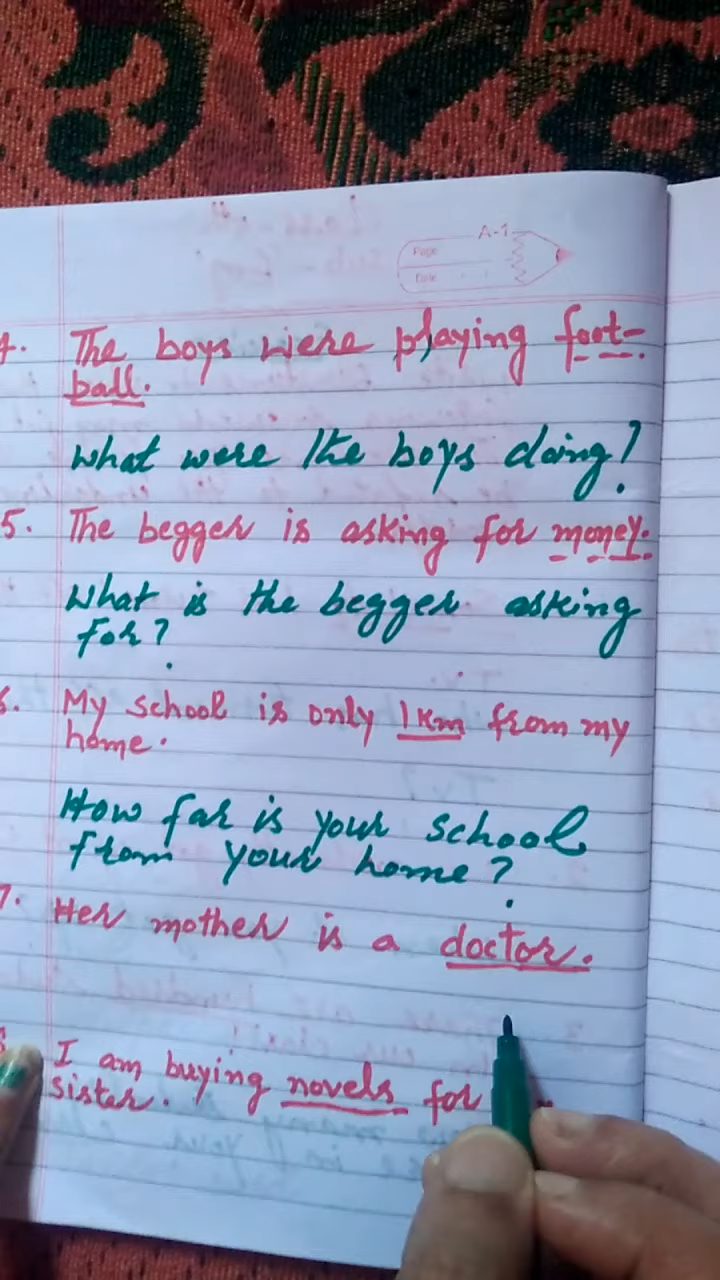 A-1
Page
Date
4. The boys were playing foot-
ball.
What were the boys doing?
5. The begger is asking for money.
What is the begger asking
for?
6. My school is only 1 Km from my
home.
How far is your school
from your home?
7. Her mother is a doctor.
I am buying novels for
sister.